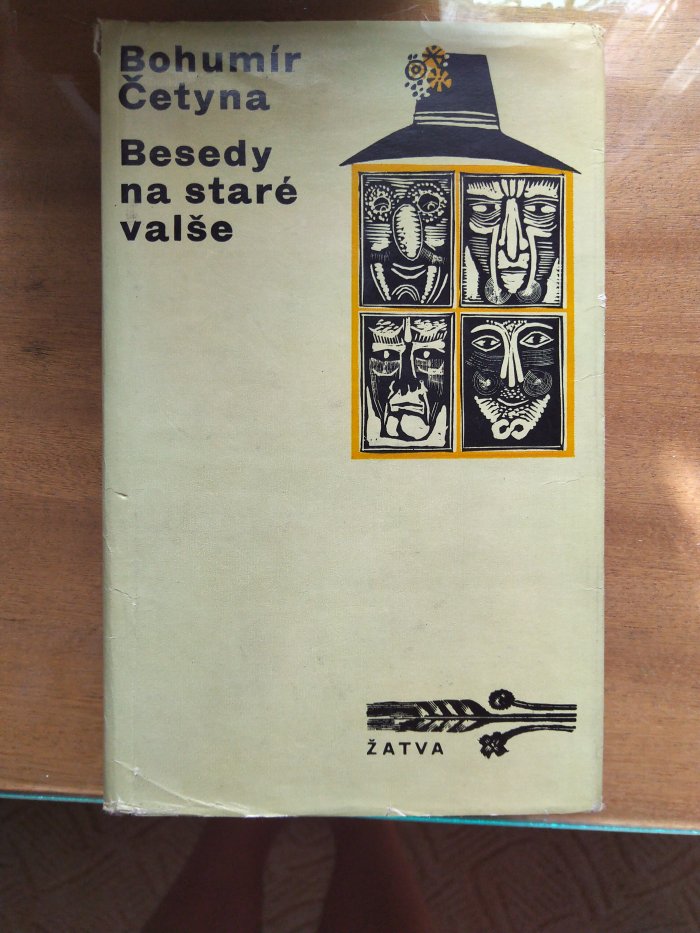 Bohumír
Četyna
Besedy
na staré
valše
ŽATVA